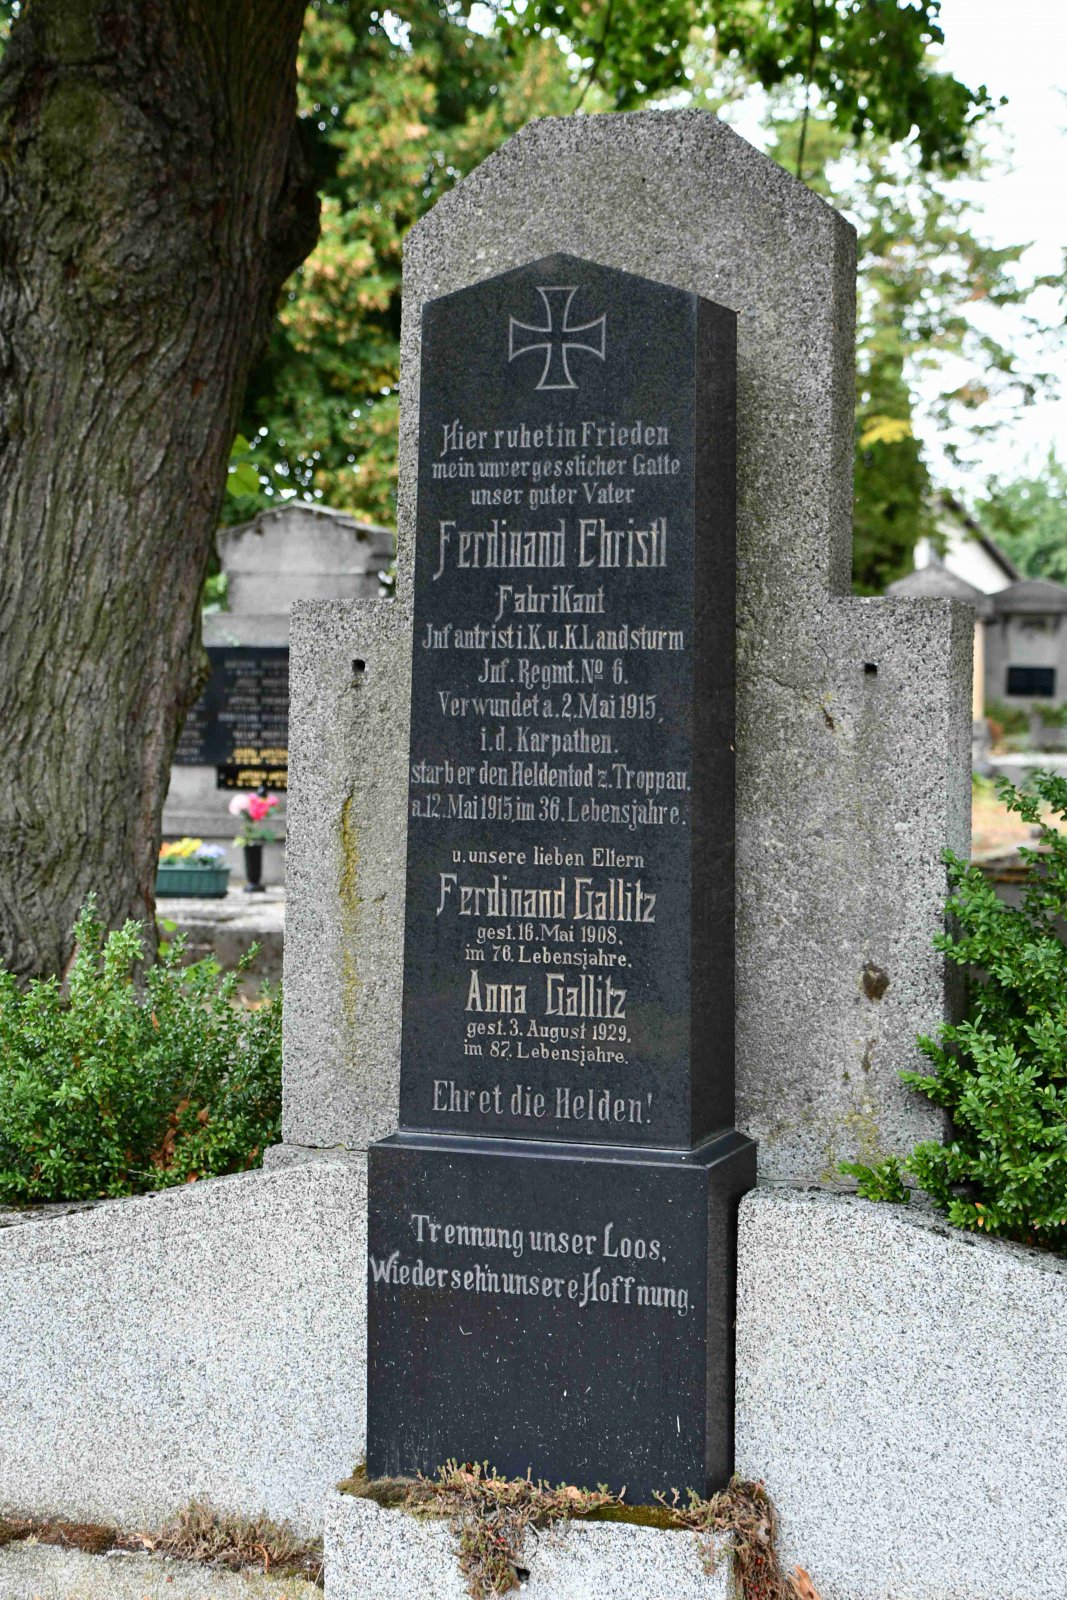 Hier ruhet in Frieden
mein unvergesslicher Gatte
unser guter Vater
Ferdinand Christl
Fabrikant
Infantrist i. K. u. K. Landsturm
Inf. Regmt. Nº 6.
Verwundet a. 2. Mai 1915,
i. d. Karpathen.
starb er den Heldentod z. Troppau.
a. 12. Mai 1915, im 36. Lebensjahre.
u. unsere lieben Eltern
Ferdinand Gallitz
gest. 16. Mai 1908.
im 76. Lebensjahre.
Anna Gallitz
gest. 3. August 1929.
im 87. Lebensjahre.
Ehret die Helden!
Trennung unser Loos,
Wiederseh'n unsere Hoffnung.